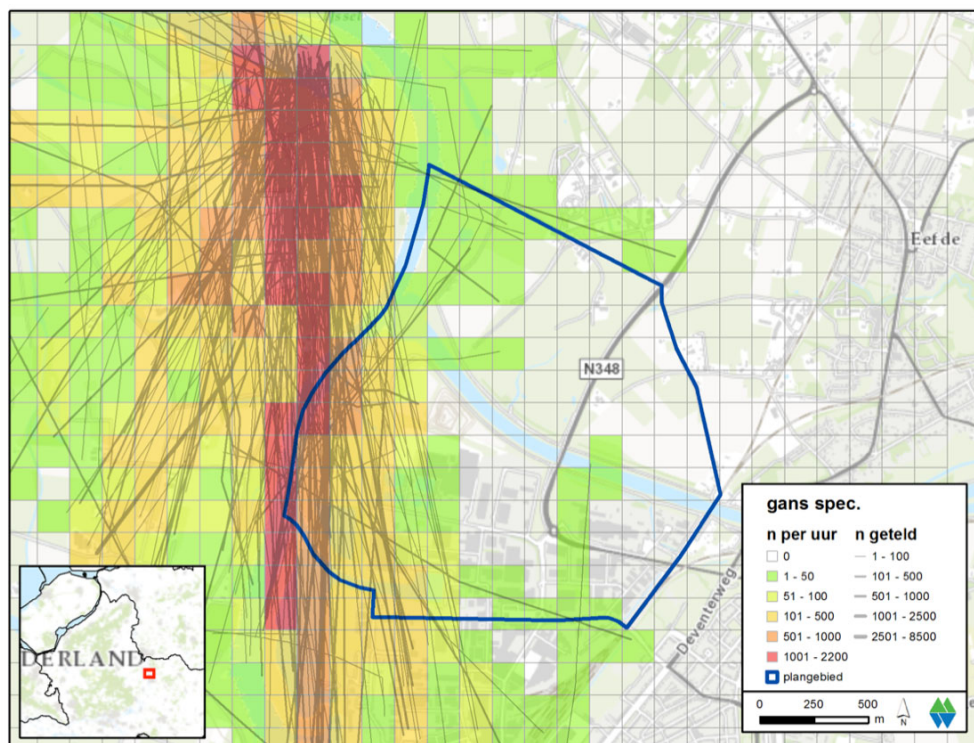 IJssel
Eefde
N348
Deventerweg
DERLAND
gans spec.
n per uur n geteld
0 1 - 100
1 - 50 101 - 500
51 - 100 501 - 1000
101 - 500 1001 - 2500
501 - 1000 2501 - 8500
1001 - 2200
plangebied
0 250 500
m
N